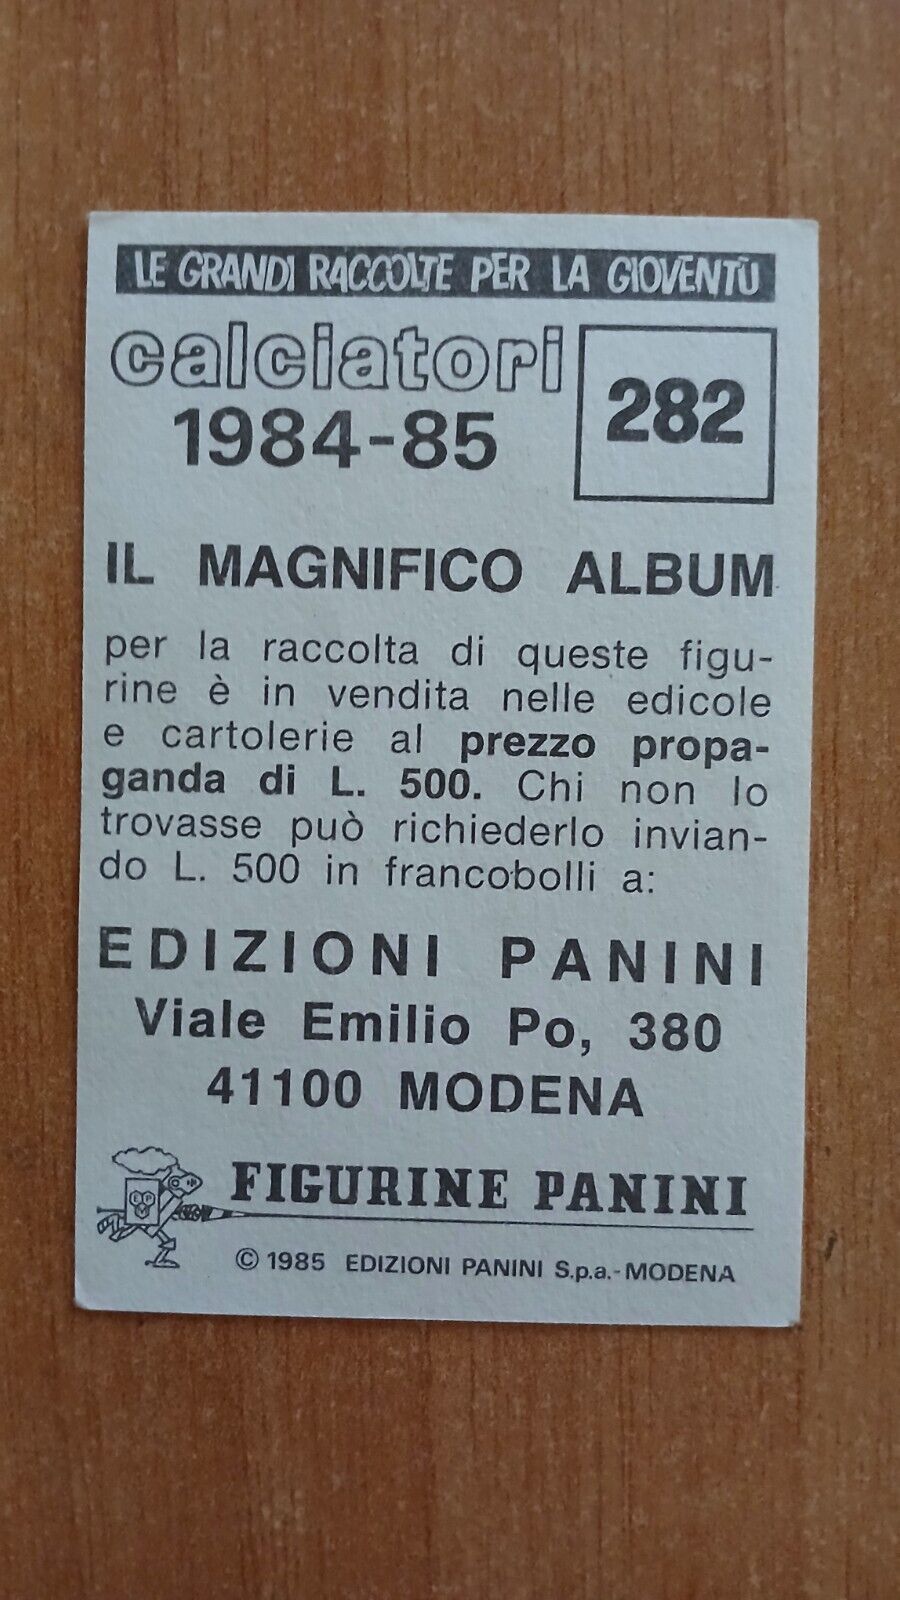 LE GRANDI RACCOLTE PER LA GIOVENTÙ
calciatori
1984-85
282
IL MAGNIFICO ALBUM
per la raccolta di queste figu-
rine è in vendita nelle edicole
e cartolerie al prezzo propa-
ganda di L. 500. Chi non lo
trovasse può richiederlo invian-
do L. 500 in francobolli a:
EDIZIONI PANINI
Viale Emilio Po, 380
41100 MODENA
FIGURINE PANINI
© 1985 EDIZIONI PANINI S.p.a.-MODENA